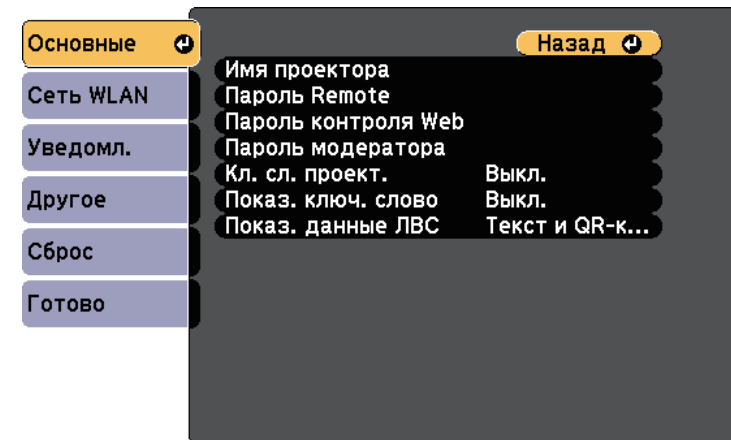 Основные
Сеть WLAN
Уведомл.
Другое
Сброс
Готово
Назад
Имя проектора
Пароль Remote
Пароль контроля Web
Пароль модератора
Кл. сл. проект. Выкл.
Показ. ключ. слово Выкл.
Показ. данные ЛВС Текст и QR-к...